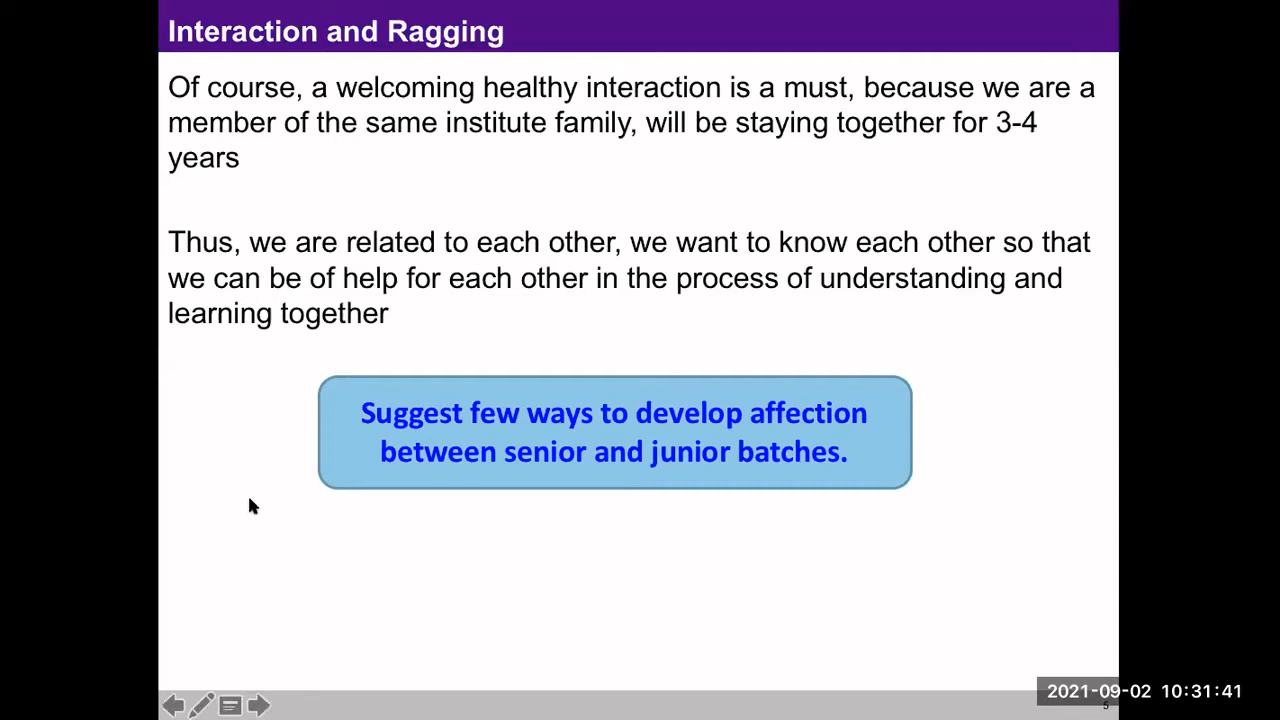 Interaction and Ragging
Of course, a welcoming healthy interaction is a must, because we are a
member of the same institute family, will be staying together for 3-4
years
Thus, we are related to each other, we want to know each other so that
we can be of help for each other in the process of understanding and
learning together
Suggest few ways to develop affection
between senior and junior batches.
2021-09-02 10:31:41
5